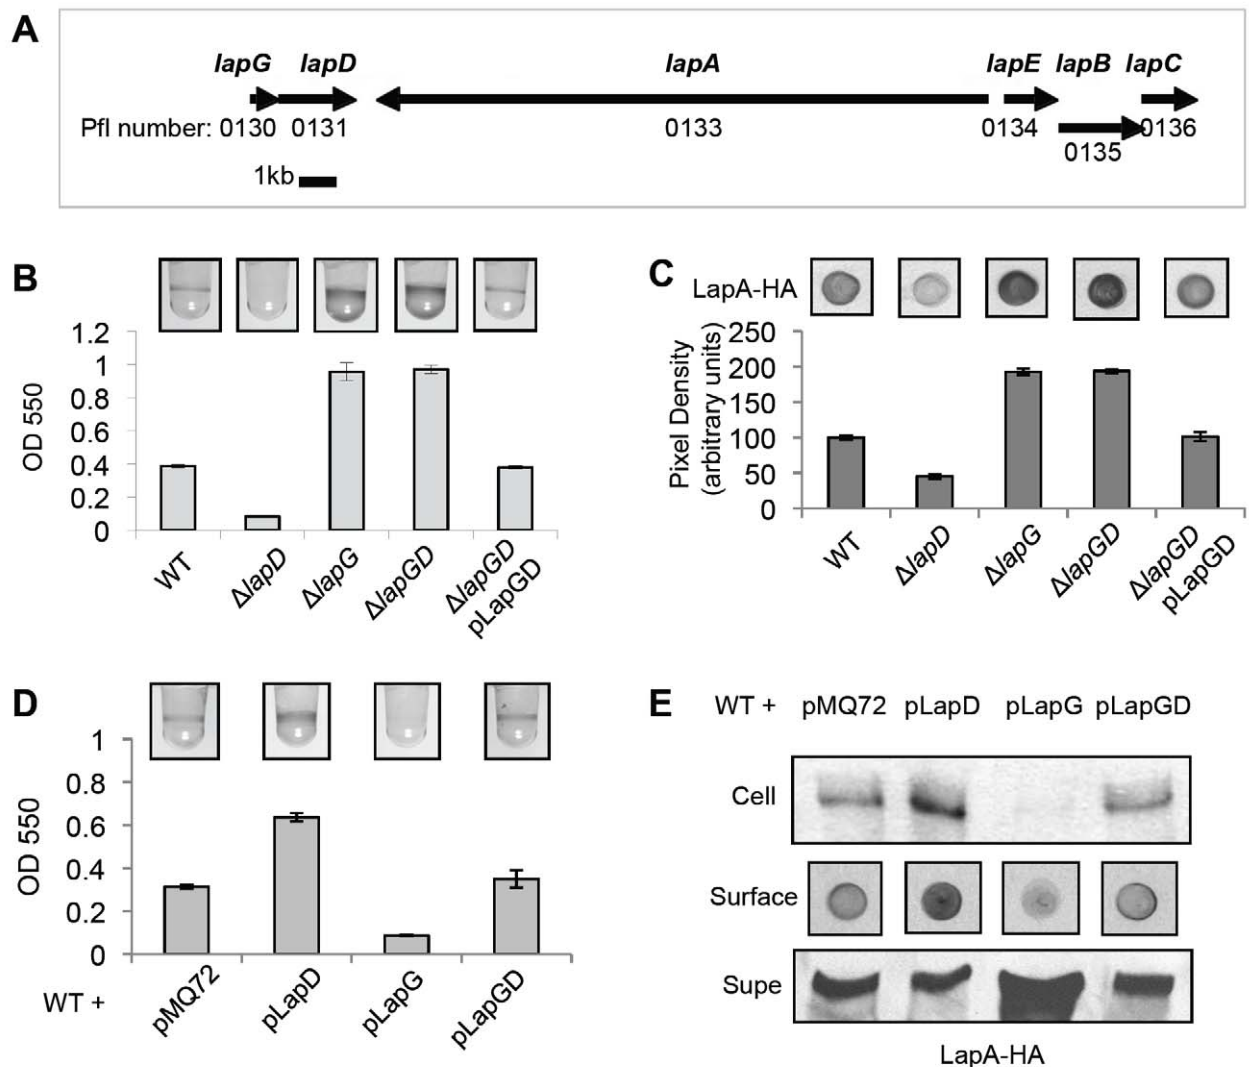 A
lapG lapD lapA lapE lapB lapC
Pfl number: 0130 0131 0133 0134 0136
0135
1kb
B
1.2
1
0.8
0.6
0.4
0.2
0
OD 550
WT
ΔlapD
ΔlapG
ΔlapGD
ΔlapGD
pLapGD
C
LapA-HA
250
200
150
100
50
0
Pixel Density
(arbitrary units)
WT
ΔlapD
ΔlapG
ΔlapGD
ΔlapGD
pLapGD
D
1
0.8
0.6
0.4
0.2
0
OD 550
WT +
pMQ72
pLapD
pLapG
pLapGD
E
WT + pMQ72 pLapD pLapG pLapGD
Cell
Surface
Supe
LapA-HA